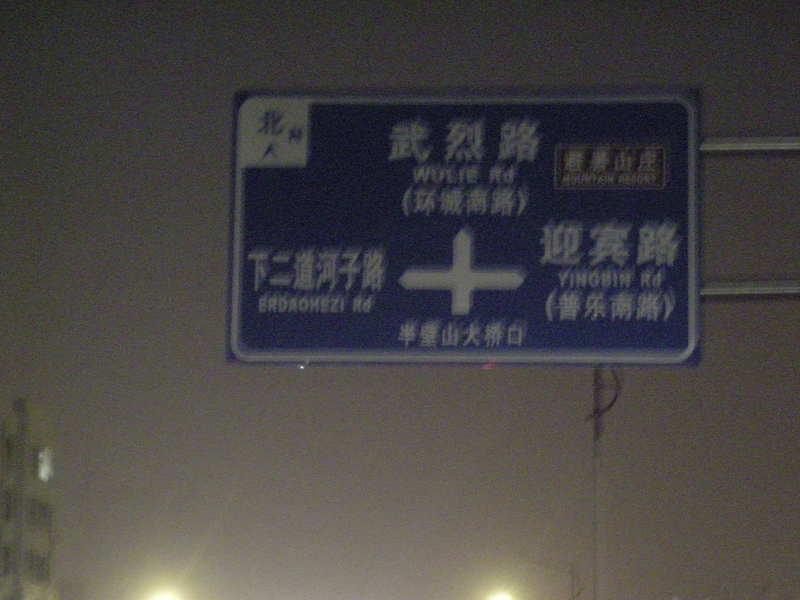 北
武烈路
WULIE Rd
(环城南路)
避暑山庄
MOUNTAIN RESORT
下二道河子路
ERDAOHEZI Rd
迎宾路
YINGBIN Rd
(普乐南路)
半壁山大桥口